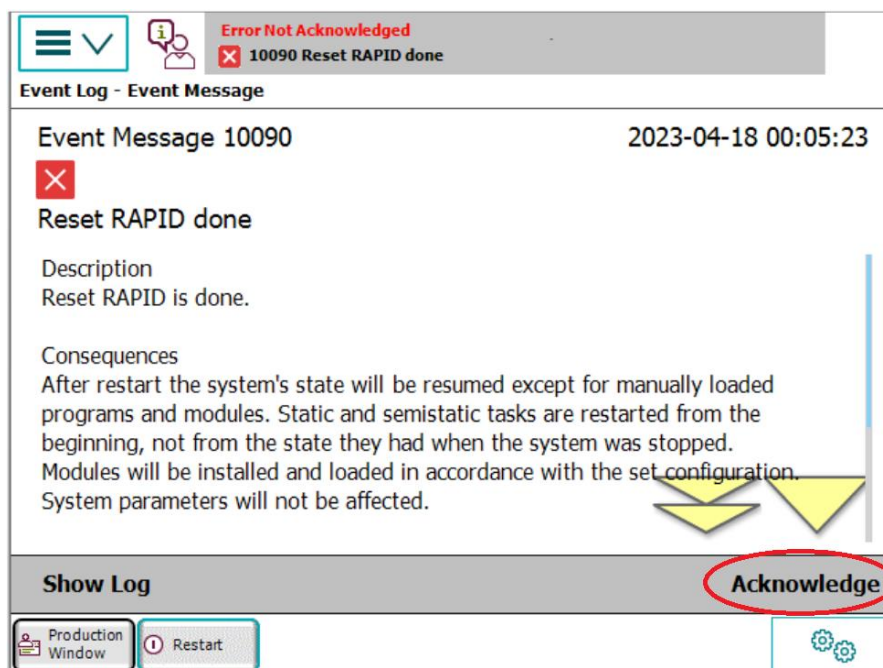 Error Not Acknowledged
10090 Reset RAPID done
Event Log - Event Message
Event Message 10090
2023-04-18 00:05:23
Reset RAPID done
Description
Reset RAPID is done.
Consequences
After restart the system's state will be resumed except for manually loaded
programs and modules. Static and semistatic tasks are restarted from the
beginning, not from the state they had when the system was stopped.
Modules will be installed and loaded in accordance with the set configuration.
System parameters will not be affected.
Show Log
Acknowledge
Production
Window
Restart